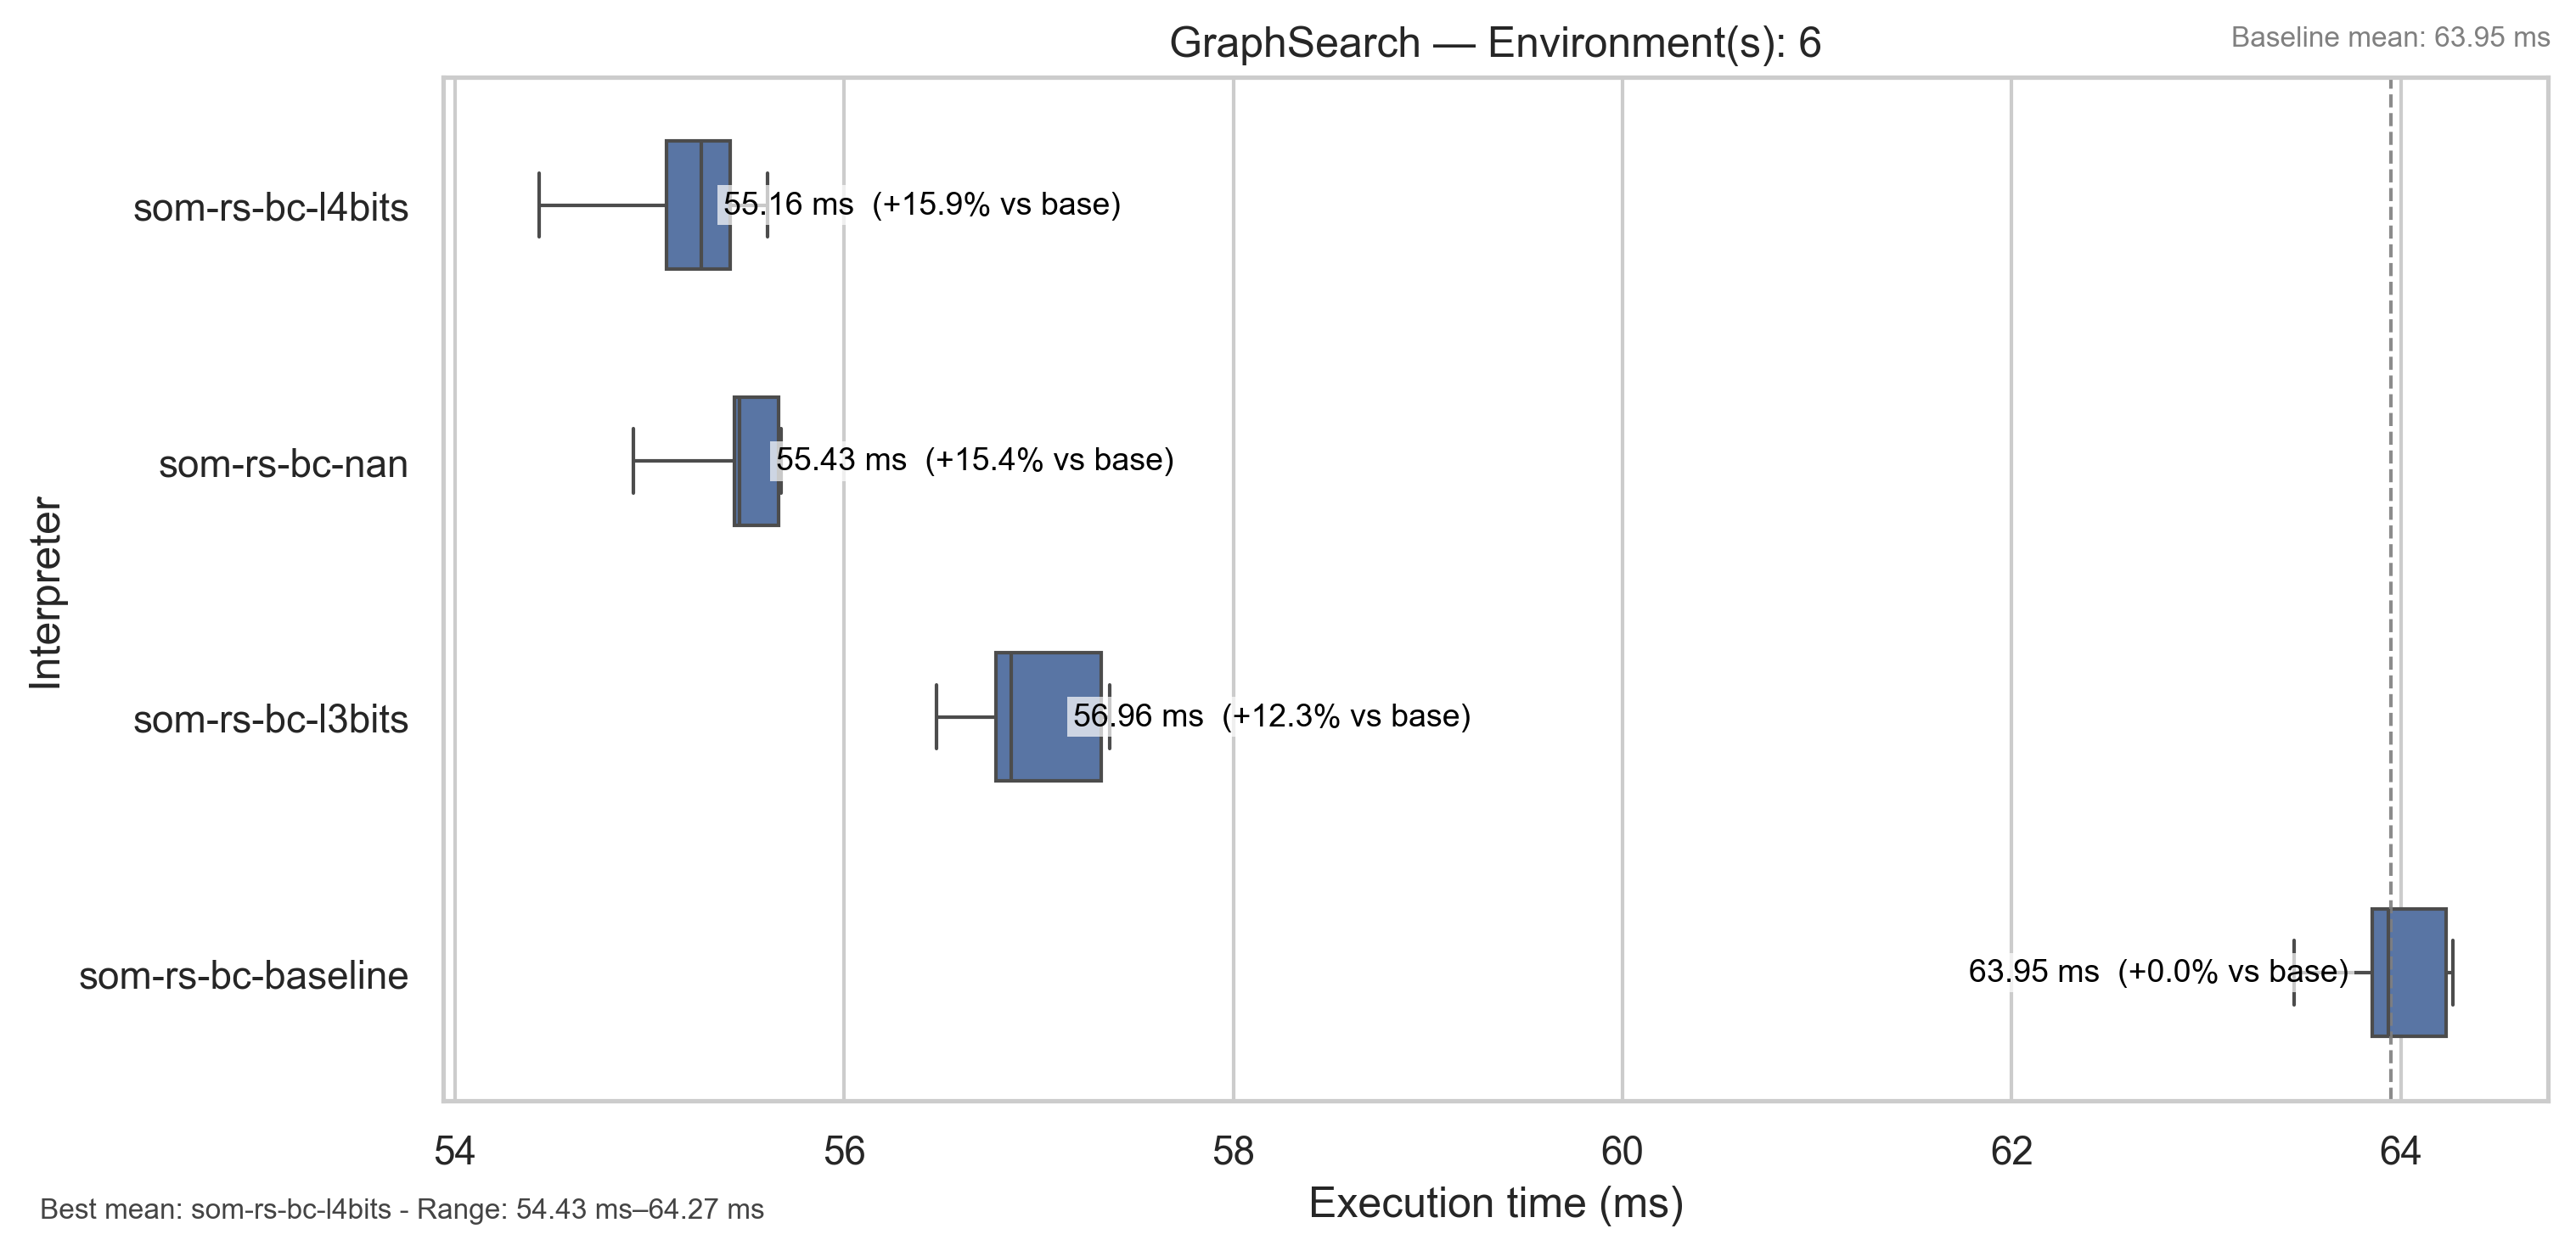 GraphSearch — Environment(s): 6
Baseline mean: 63.95 ms
Interpreter
som-rs-bc-l4bits
55.16 ms  (+15.9% vs base)
som-rs-bc-nan
55.43 ms  (+15.4% vs base)
som-rs-bc-l3bits
56.96 ms  (+12.3% vs base)
som-rs-bc-baseline
63.95 ms  (+0.0% vs base)
54 56 58 60 62 64
Execution time (ms)
Best mean: som-rs-bc-l4bits - Range: 54.43 ms–64.27 ms